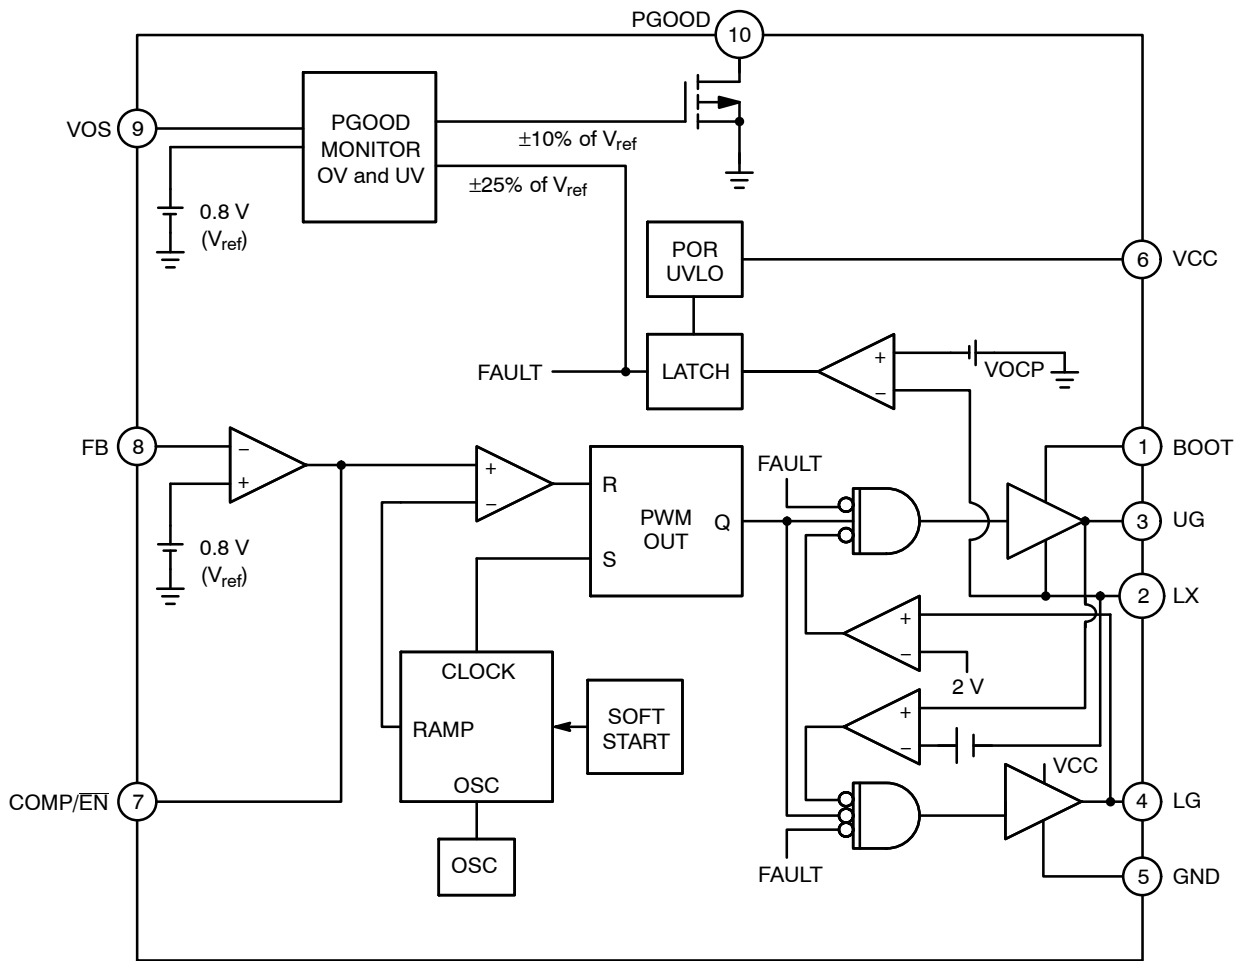 PGOOD
10
VOS
9
PGOOD
MONITOR
OV and UV
±10% of Vref
±25% of Vref
0.8 V
(Vref)
POR
UVLO
6
VCC
FAULT
LATCH
+
−
VOCP
FB
8
−
+
0.8 V
(Vref)
+
−
R
S
PWM
OUT
Q
FAULT
1
BOOT
3
UG
2
LX
+
−
2 V
CLOCK
RAMP
OSC
SOFT
START
+
−
VCC
COMP/EN
7
4
LG
OSC
FAULT
5
GND